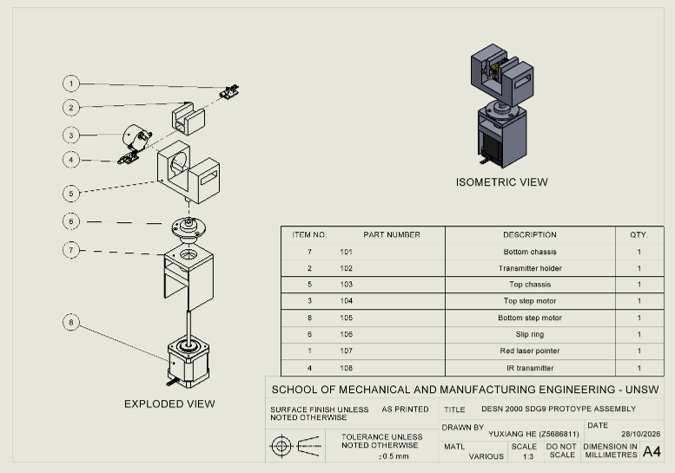 1
2
3
4
5
6
7
8
EXPLODED VIEW
ISOMETRIC VIEW
ITEM NO. PART NUMBER DESCRIPTION QTY.
7 101 Bottom chassis 1
2 102 Transmitter holder 1
5 103 Top chassis 1
3 104 Top step motor 1
8 105 Bottom step motor 1
6 106 Slip ring 1
1 107 Red laser pointer 1
4 108 IR transmitter 1
SCHOOL OF MECHANICAL AND MANUFACTURING ENGINEERING - UNSW
SURFACE FINISH UNLESS
NOTED OTHERWISE
AS PRINTED
TITLE DESN 2000 SDG9 PROTOYPE ASSEMBLY
TOLERANCE UNLESS
NOTED OTHERWISE
±0.5 mm
DRAWN BY
YUXIANG HE (Z5686811)
DATE
28/10/2026
MATL
VARIOUS
SCALE
1:3
DO NOT
SCALE
DIMENSION IN
MILLIMETRES
A4